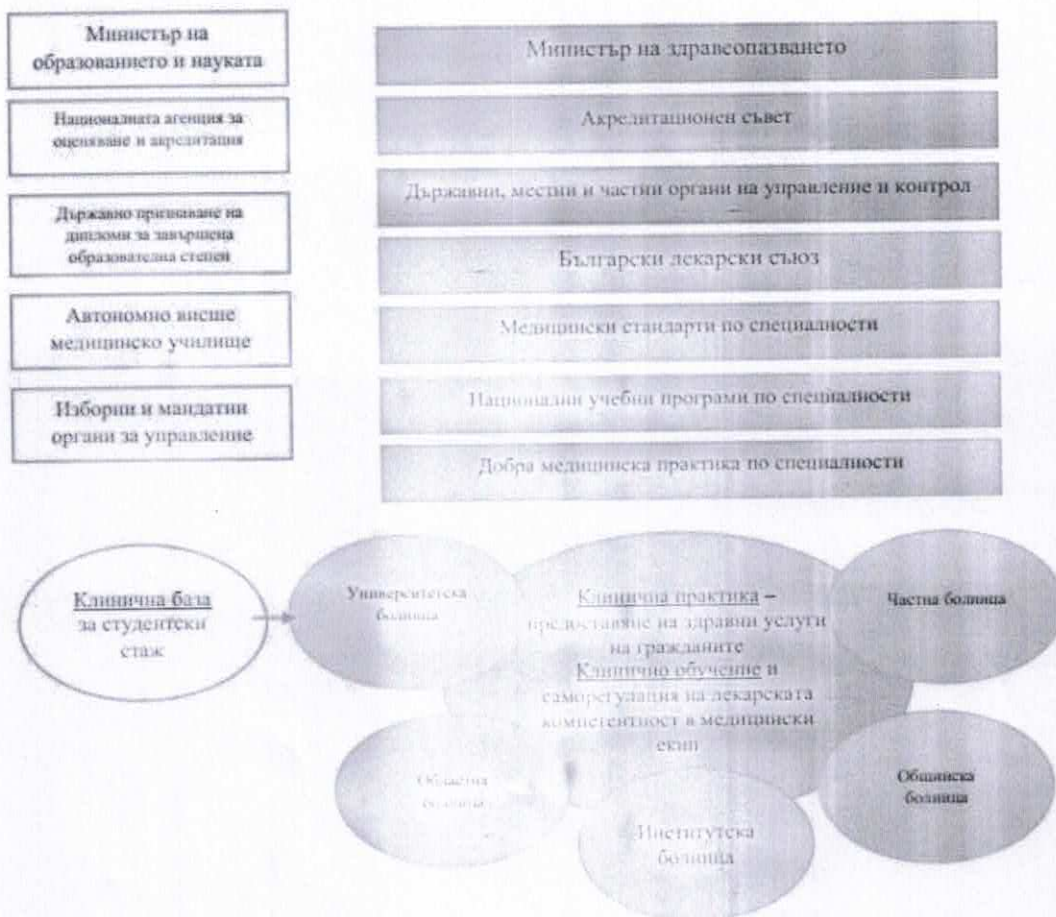 Министър на
образованието и науката
Националната агенция за
оценяване и акредитация
Държавно признаване на
дипломи за завършена
образователна степен
Автономно висше
медицинско училище
Изборни и мандатни
органи за управление
Министър на здравеопазването
Акредитационен съвет
Държавни, местни и частни органи на управление и контрол
Български лекарски съюз
Медицински стандарти по специалности
Национални учебни програми по специалности
Добра медицинска практика по специалности
Клинична база
за студентски
стаж
Университетска
болница
Клинична практика –
предоставяне на здравни услуги
на гражданите
Клинично обучение и
саморегулация на лекарската
компетентност в медицински
екип
Частна болница
Областна
болница
Институтска
болница
Общинска
болница